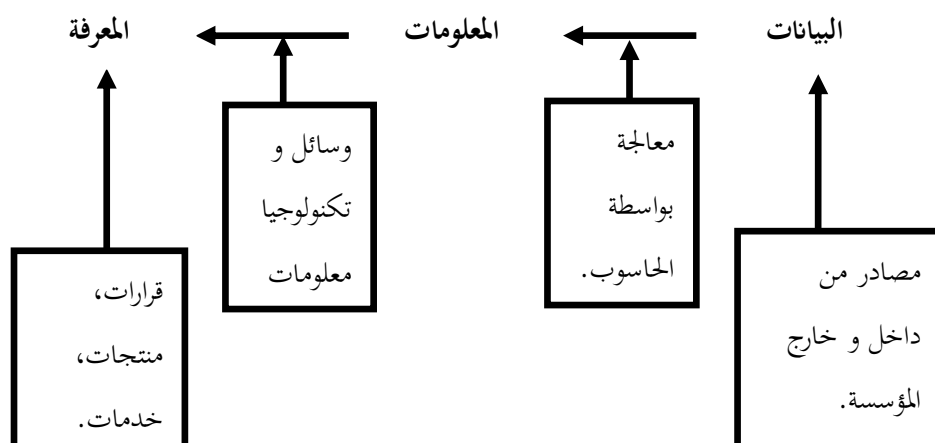 البيانات
المعلومات
المعرفة
معالجة
بواسطة
الحاسوب.
وسائل و
تكنولوجيا
معلومات
مصادر من
داخل و خارج
المؤسسة.
قرارات،
منتجات،
خدمات.